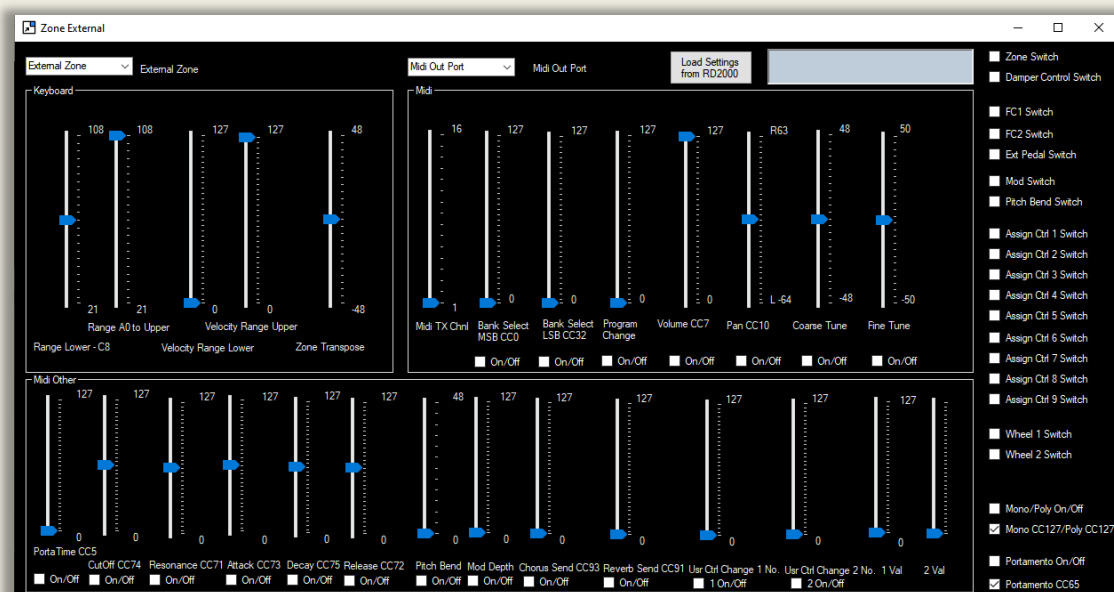 Zone External
External Zone
External Zone
Midi Out Port
Midi Out Port
Load Settings
from RD2000
Keyboard
108
108
127
127
48
21
21
0
0
-48
Range A0 to Upper
Velocity Range Upper
Range Lower - C8
Velocity Range Lower
Zone Transpose
Midi
16
127
127
127
127
R63
48
50
1
0
0
0
0
L -64
-48
-50
Midi TX Chnl
Bank Select
MSB CC0
Bank Select
LSB CC32
Program
Change
Volume CC7
Pan CC10
Coarse Tune
Fine Tune
On/Off
On/Off
On/Off
On/Off
On/Off
On/Off
On/Off
Midi Other
127
127
127
127
127
127
48
127
127
127
127
127
127
0
0
0
0
0
0
0
0
0
0
0
0
0
PortaTime CC5
CutOff CC74
Resonance CC71
Attack CC73
Decay CC75
Release CC72
Pitch Bend
Mod Depth
Chorus Send CC93
Reverb Send CC91
Usr Ctrl Change 1 No.
Usr Ctrl Change 2 No.
1 Val
2 Val
On/Off
On/Off
On/Off
On/Off
On/Off
On/Off
On/Off
On/Off
On/Off
On/Off
1 On/Off
2 On/Off
Zone Switch
Damper Control Switch
FC1 Switch
FC2 Switch
Ext Pedal Switch
Mod Switch
Pitch Bend Switch
Assign Ctrl 1 Switch
Assign Ctrl 2 Switch
Assign Ctrl 3 Switch
Assign Ctrl 4 Switch
Assign Ctrl 5 Switch
Assign Ctrl 6 Switch
Assign Ctrl 7 Switch
Assign Ctrl 8 Switch
Assign Ctrl 9 Switch
Wheel 1 Switch
Wheel 2 Switch
Mono/Poly On/Off
Mono CC127/Poly CC127
Portamento On/Off
Portamento CC65